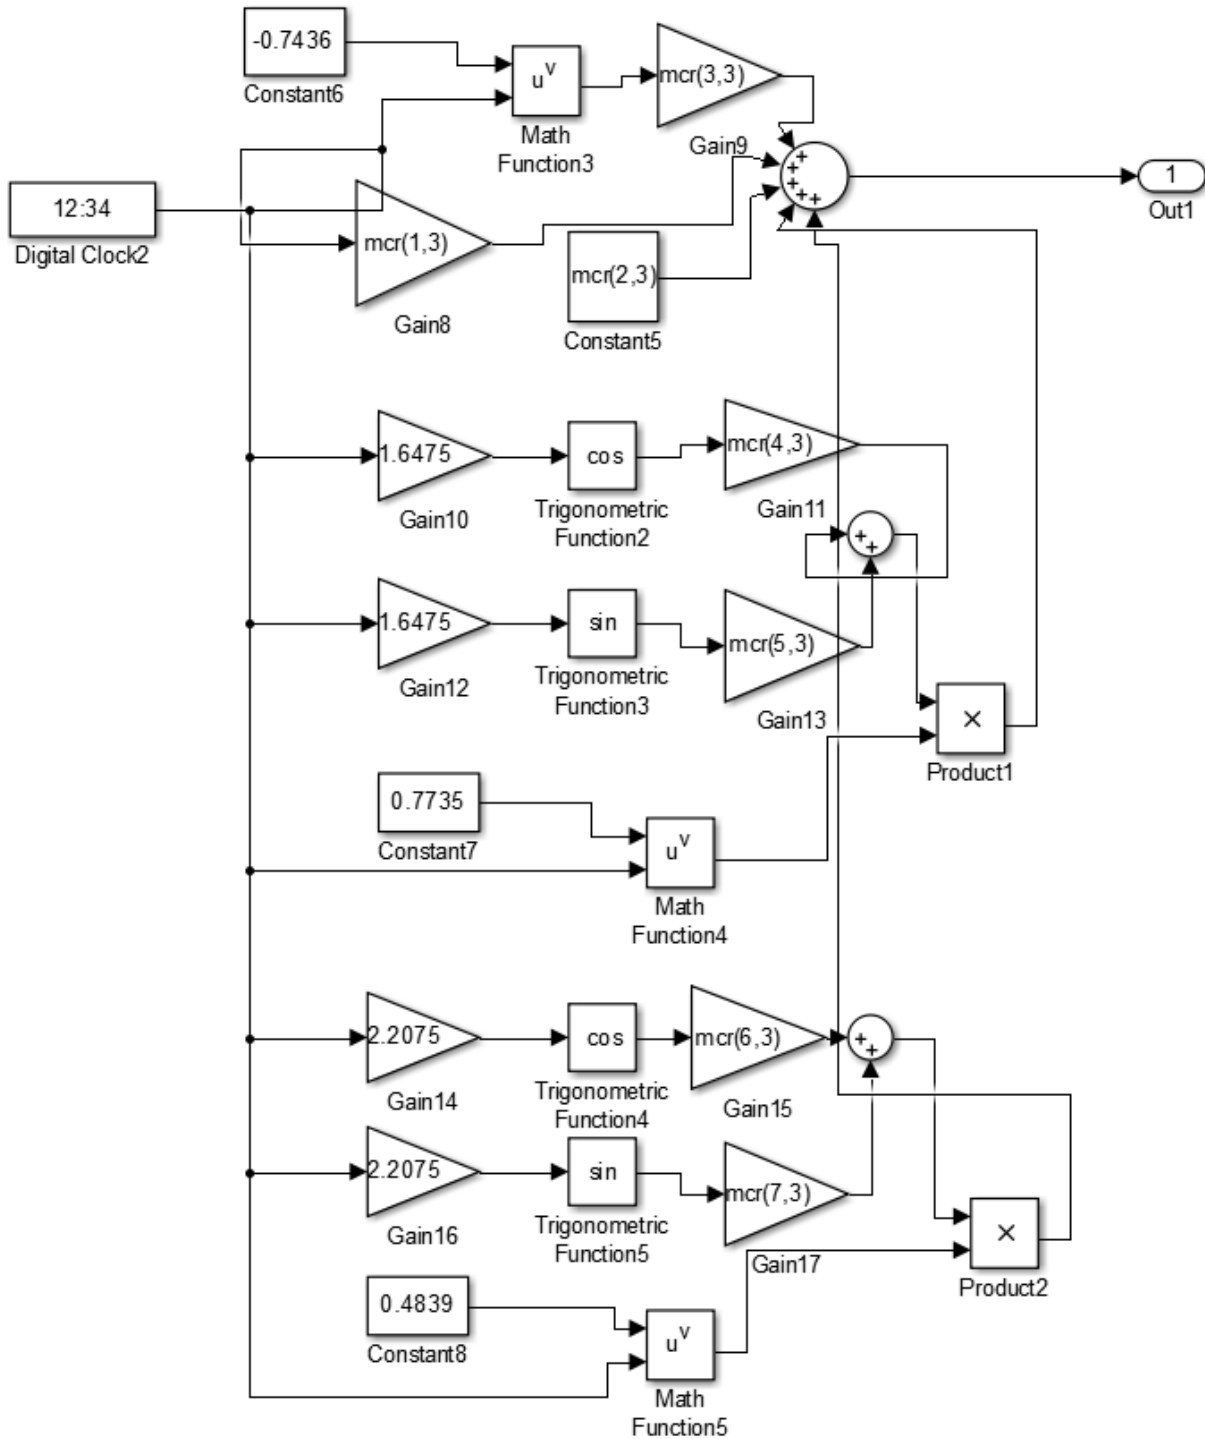 -0.7436
Constant6
u^v
Math
Function3
mcr(3,3)
Gain9
+
+
+
+
+
1
Out1
12:34
Digital Clock2
mcr(1,3)
Gain8
mcr(2,3)
Constant5
1.6475
Gain10
cos
Trigonometric
Function2
mcr(4,3)
Gain11
+
+
1.6475
Gain12
sin
Trigonometric
Function3
mcr(5,3)
Gain13
×
Product1
0.7735
Constant7
u^v
Math
Function4
2.2075
Gain14
cos
Trigonometric
Function4
mcr(6,3)
Gain15
+
+
2.2075
Gain16
sin
Trigonometric
Function5
mcr(7,3)
Gain17
×
Product2
0.4839
Constant8
u^v
Math
Function5